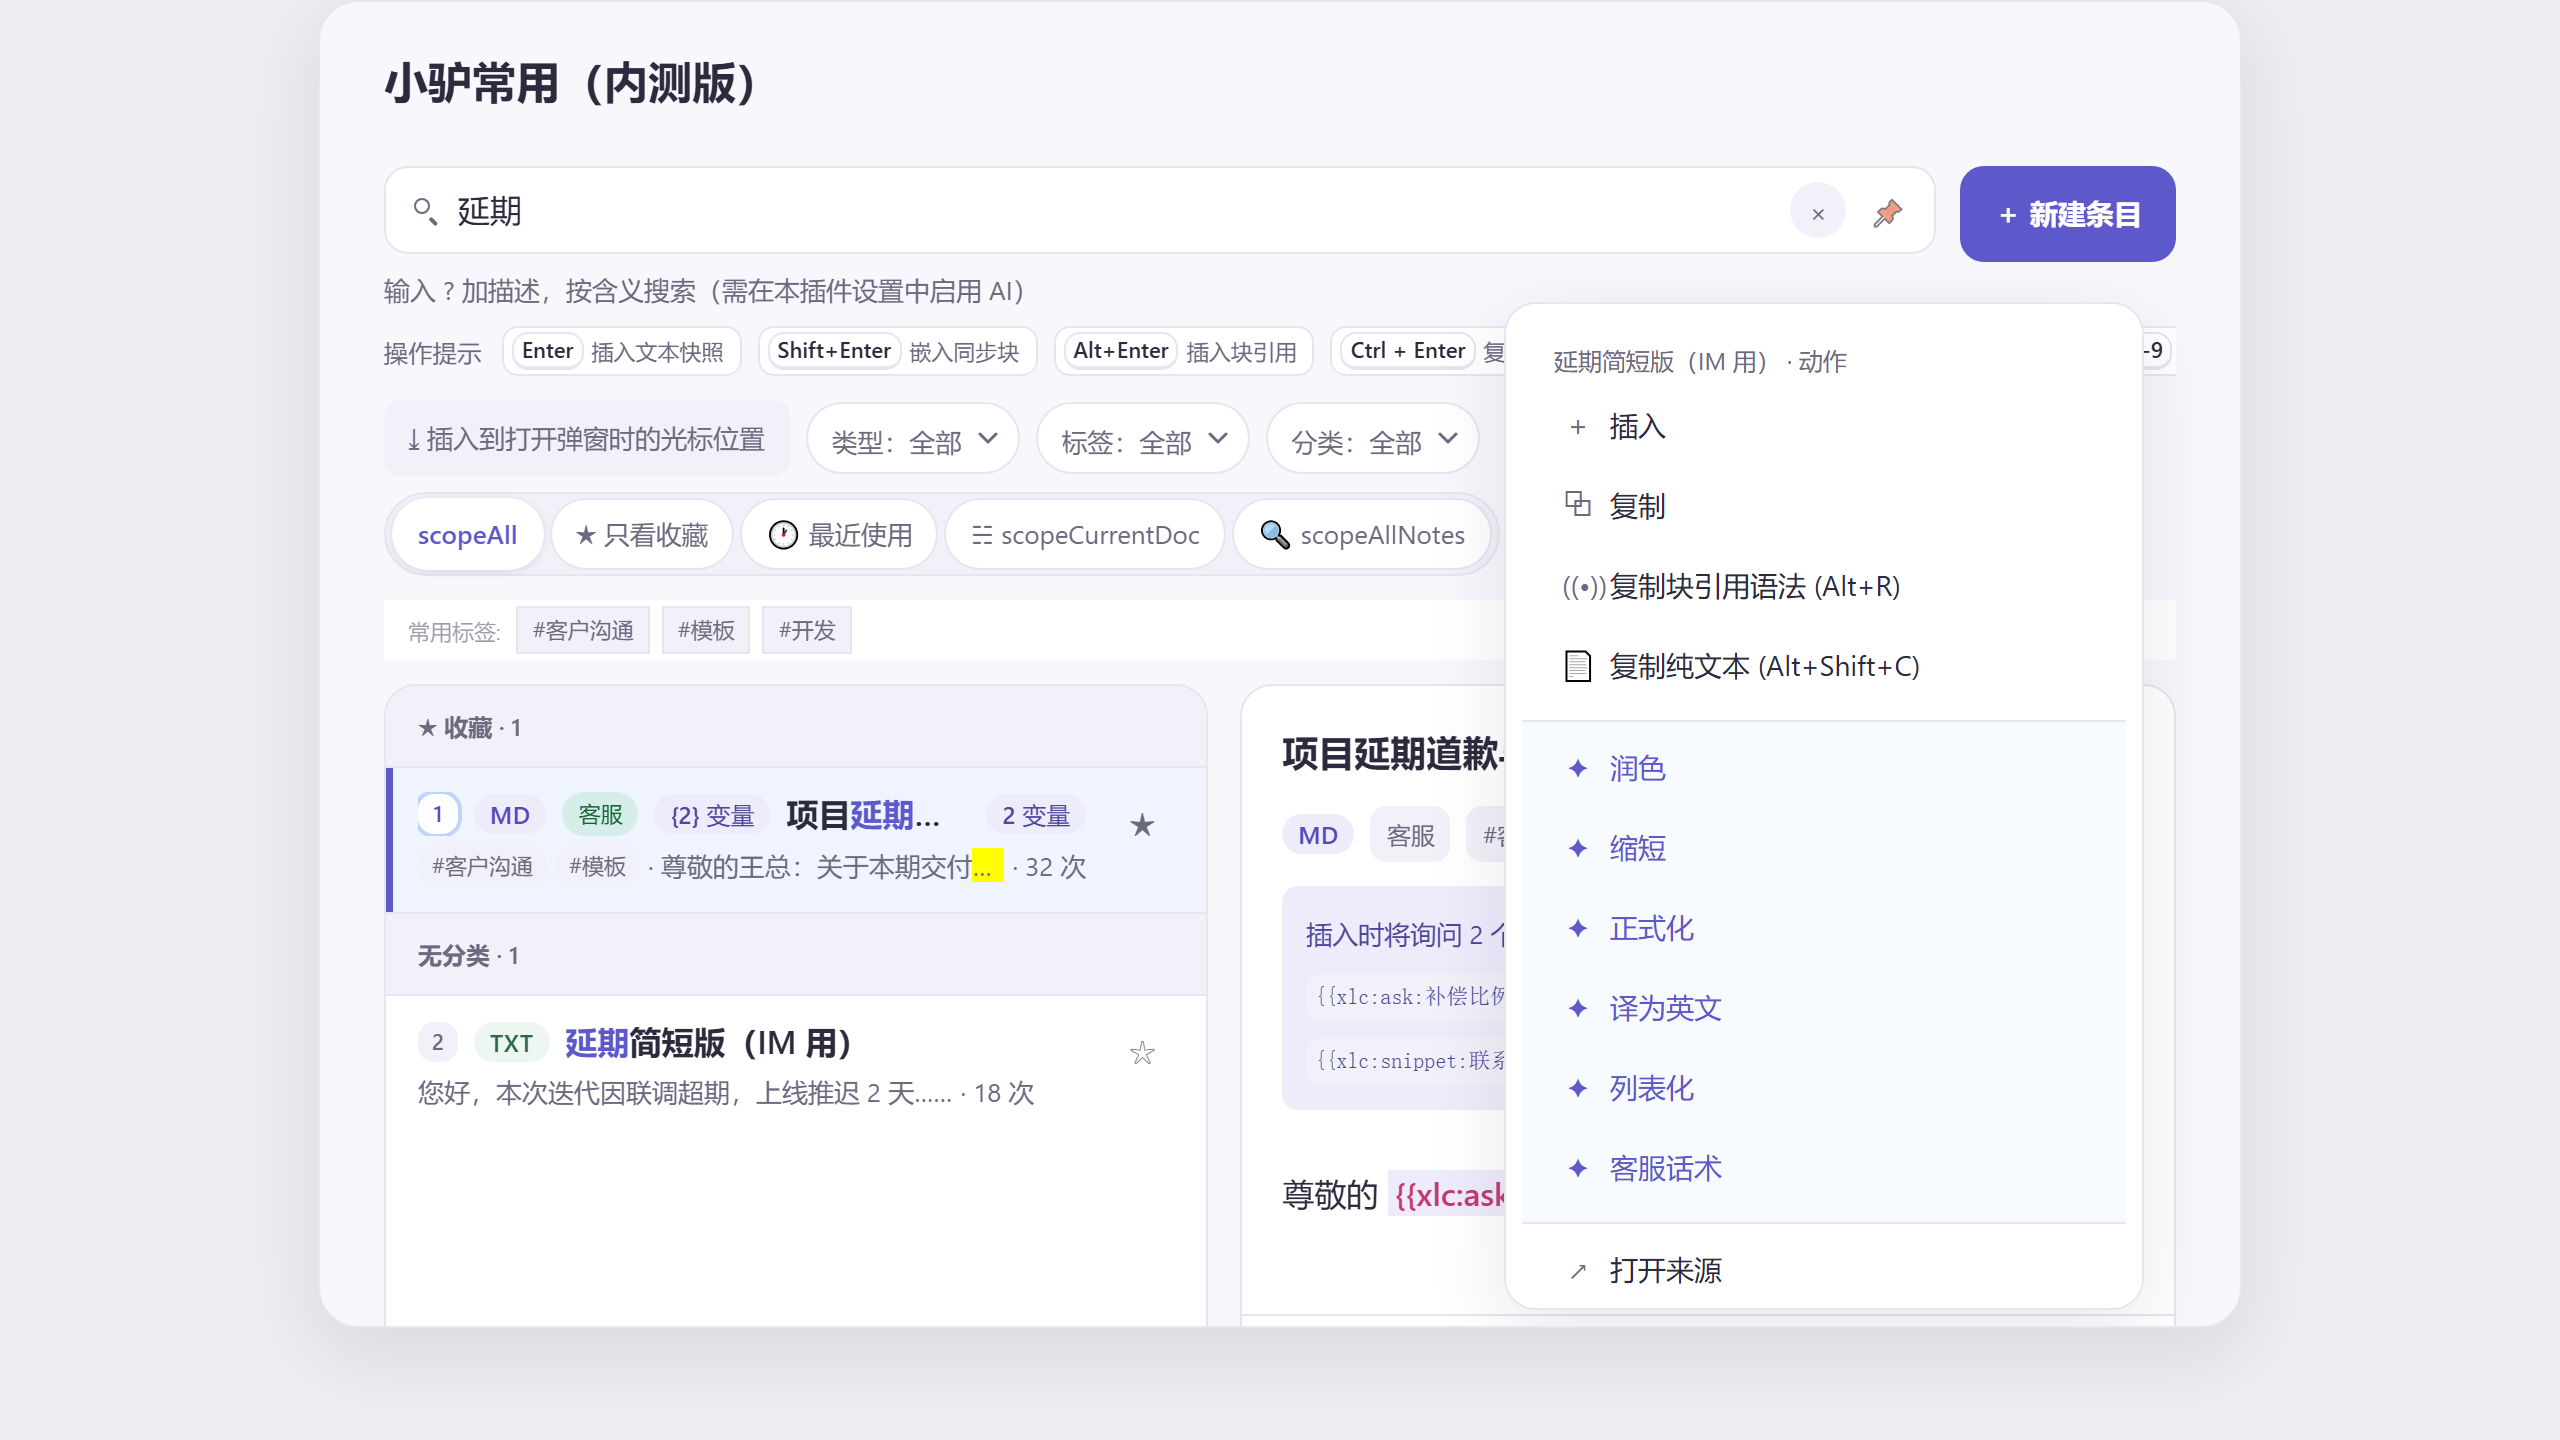 小驴常用（内测版）
延期
×
+ 新建条目
输入 ? 加描述，按含义搜索（需在本插件设置中启用 AI）
操作提示 Enter 插入文本快照 Shift+Enter 嵌入同步块 Alt+Enter 插入块引用 Ctrl + Enter 复
-9
⤓ 插入到打开弹窗时的光标位置 类型：全部 标签：全部 分类：全部
scopeAll ★ 只看收藏 最近使用 ☵ scopeCurrentDoc scopeAllNotes
常用标签: #客户沟通 #模板 #开发
★ 收藏 · 1
1 MD 客服 {2} 变量 项目延期... 2 变量 ★
#客户沟通 #模板 · 尊敬的王总：关于本期交付... · 32 次
无分类 · 1
2 TXT 延期简短版（IM 用） ☆
您好，本次迭代因联调超期，上线推迟 2 天...... · 18 次
项目延期道歉
MD 客服
插入时将询问 2
{{xlc:ask:补偿比例
{{xlc:snippet:联系
尊敬的 {{xlc:ask
延期简短版（IM 用） · 动作
+ 插入
复制
((•)) 复制块引用语法 (Alt+R)
复制纯文本 (Alt+Shift+C)
✦ 润色
✦ 缩短
✦ 正式化
✦ 译为英文
✦ 列表化
✦ 客服话术
↗ 打开来源